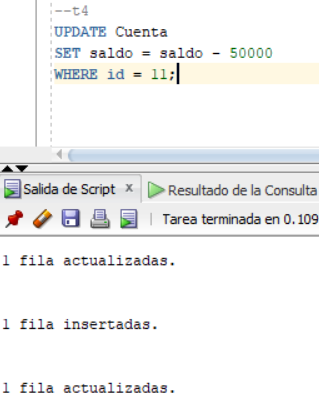 --t4
UPDATE Cuenta
SET saldo = saldo - 50000
WHERE id = 11;
Salida de Script x Resultado de la Consulta
Tarea terminada en 0.109
1 fila actualizadas.
1 fila insertadas.
1 fila actualizadas.